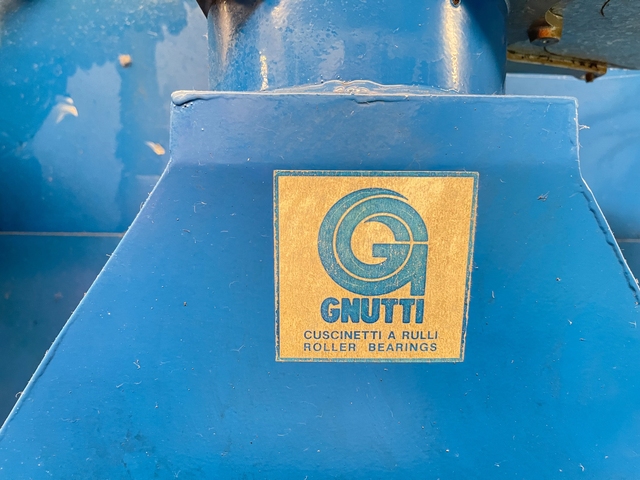 G
GNUTTI
CUSCINETTI A RULLI
ROLLER BEARINGS